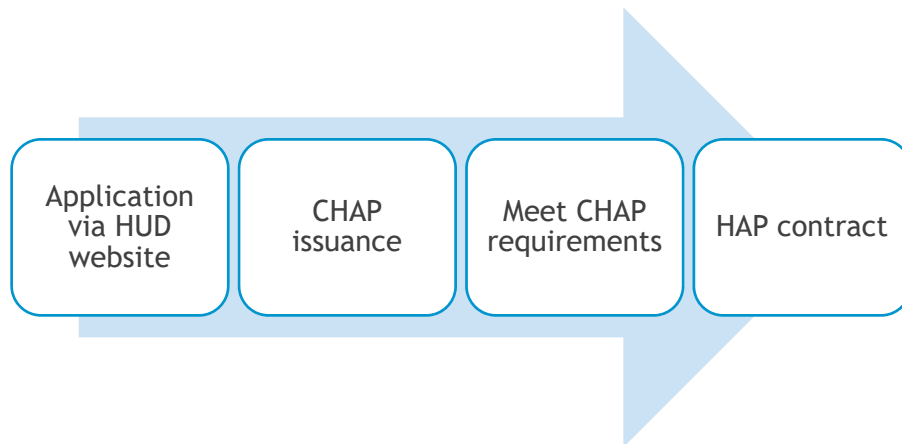 Application
via HUD
website
CHAP
issuance
Meet CHAP
requirements
HAP contract